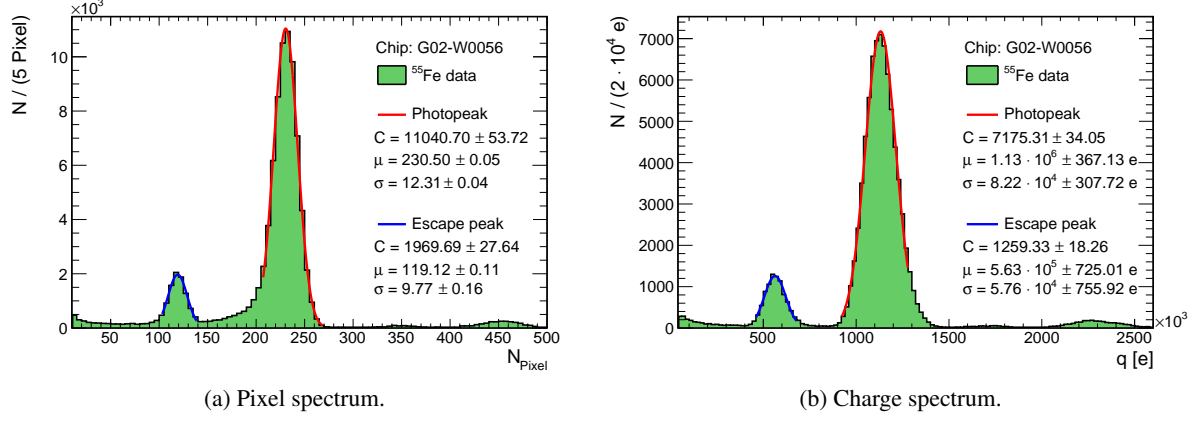 ×10³
N / (5 Pixel)
10
8
6
4
2
0
50 100 150 200 250 300 350 400 450 500
N_Pixel
Chip: G02-W0056
⁵⁵Fe data
Photopeak
C = 11040.70 ± 53.72
μ = 230.50 ± 0.05
σ = 12.31 ± 0.04
Escape peak
C = 1969.69 ± 27.64
μ = 119.12 ± 0.11
σ = 9.77 ± 0.16
(a) Pixel spectrum.
N / (2 · 10⁴ e)
7000
6000
5000
4000
3000
2000
1000
0
500 1000 1500 2000 2500
×10³
q [e]
Chip: G02-W0056
⁵⁵Fe data
Photopeak
C = 7175.31 ± 34.05
μ = 1.13 · 10⁶ ± 367.13 e
σ = 8.22 · 10⁴ ± 307.72 e
Escape peak
C = 1259.33 ± 18.26
μ = 5.63 · 10⁵ ± 725.01 e
σ = 5.76 · 10⁴ ± 755.92 e
(b) Charge spectrum.